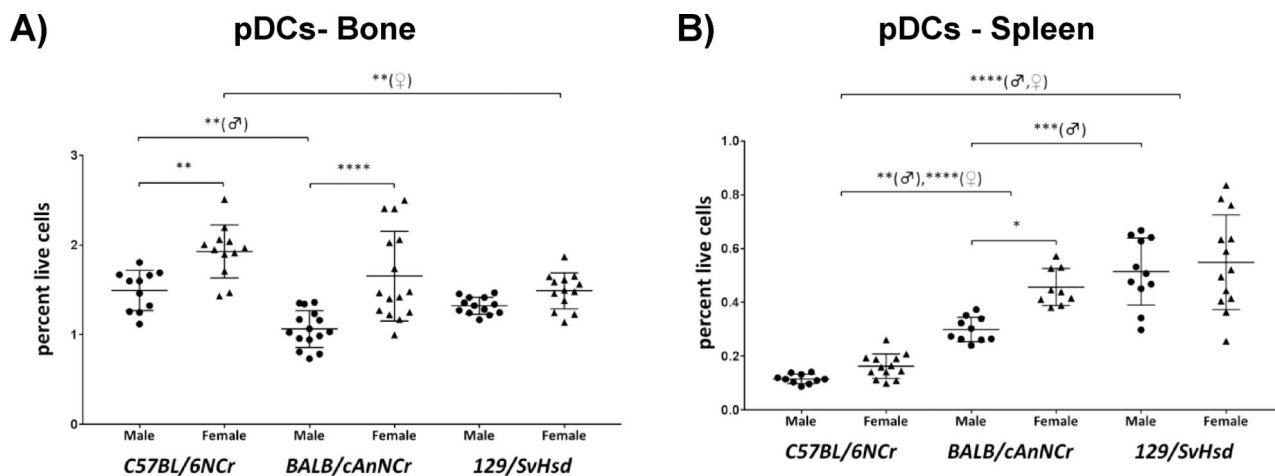 A)
pDCs- Bone
**(♀)
**(♂)
**
****
3
2
1
0
percent live cells
Male
Female
Male
Female
Male
Female
C57BL/6NCr
BALB/cAnNCr
129/SvHsd
B)
pDCs - Spleen
****(♂,♀)
***(♂)
**(♂),****(♀)
*
1.0
0.8
0.6
0.4
0.2
0.0
percent live cells
Male
Female
Male
Female
Male
Female
C57BL/6NCr
BALB/cAnNCr
129/SvHsd